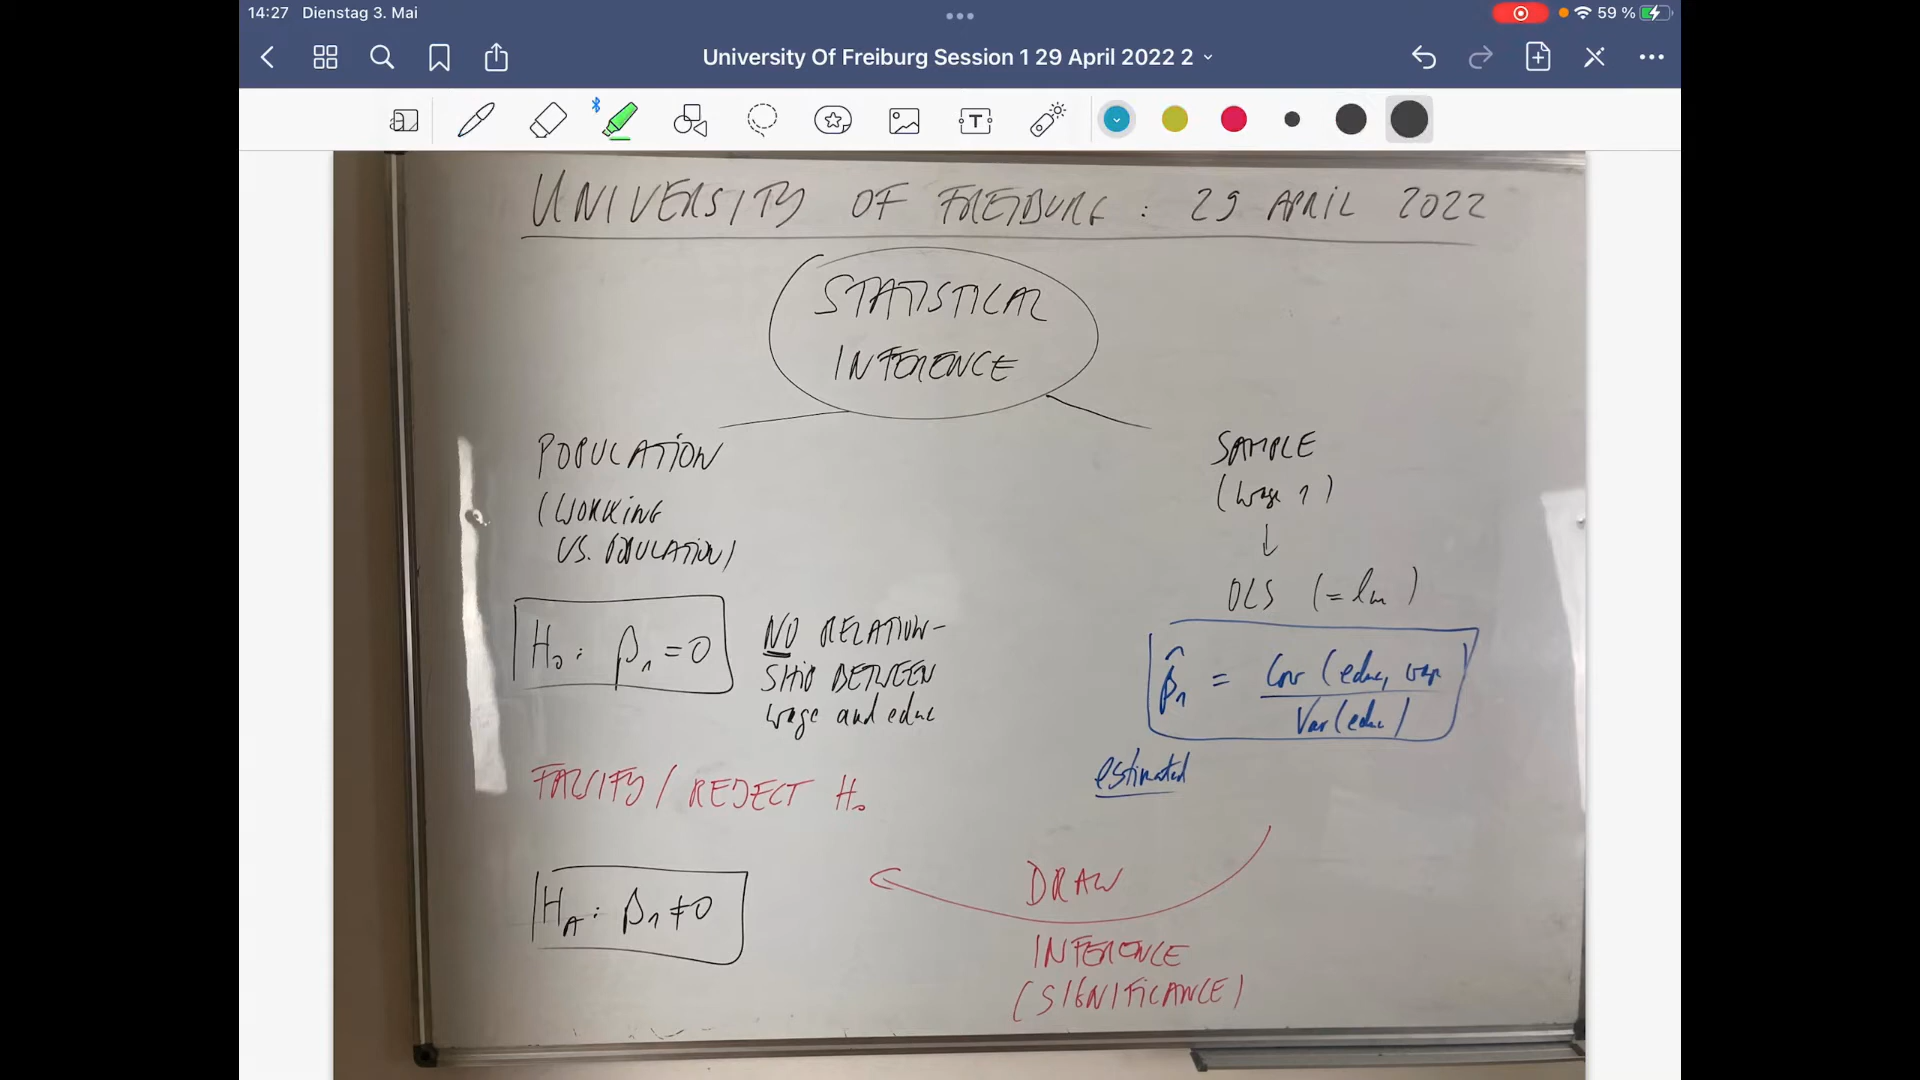 14:27 Dienstag 3. Mai
59 %
University Of Freiburg Session 1 29 April 2022 2
UNIVERSITY OF FREIBURG : 29 APRIL 2022
STATISTICAL
INFERENCE
POPULATION
(WORKING
US. POPULATION)
SAMPLE
(wage 1)
↓
OLS (= lm)
H₀: β₁ = 0
NO RELATION-
SHIP BETWEEN
wage and educ
β̂₁ = Cov (educ, wage
Var (educ)
estimated
FALSIFY / REJECT H₀
H_A: β₁ ≠ 0
DRAW
INFERENCE
(SIGNIFICANCE)